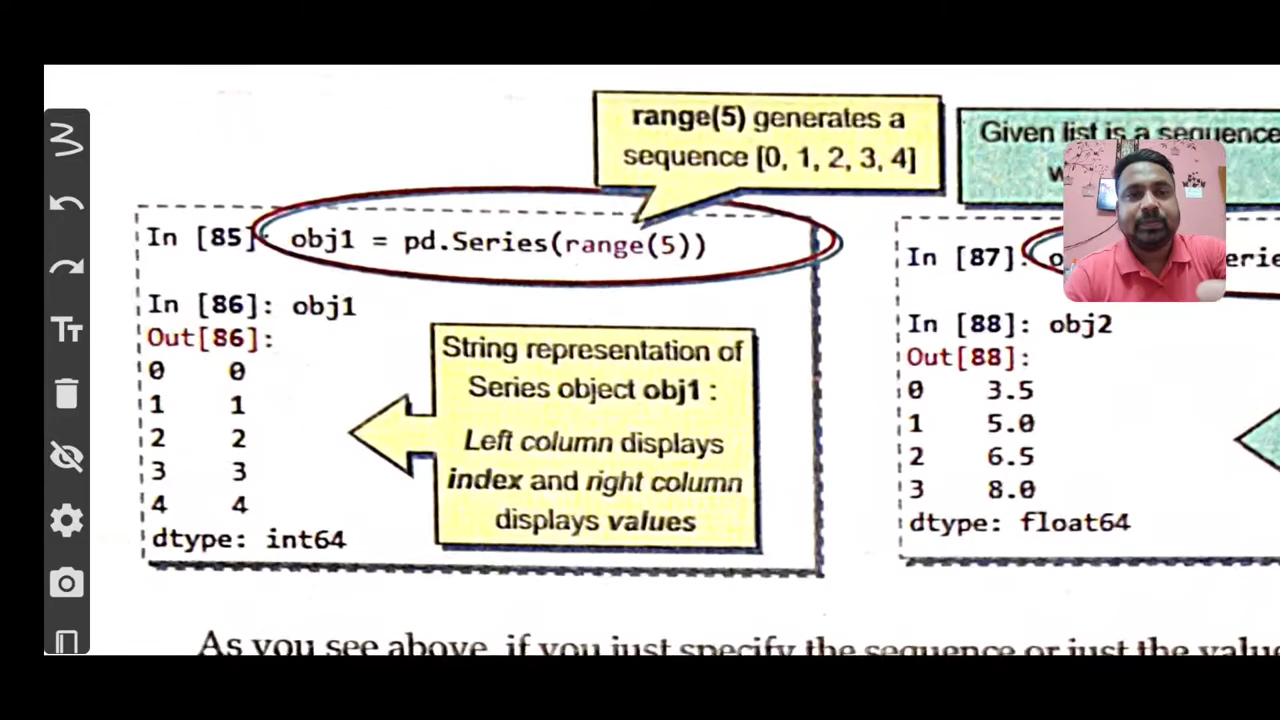 range(5) generates a
sequence [0, 1, 2, 3, 4]
Given list is a sequence
In [85]: obj1 = pd.Series(range(5))
In [86]: obj1
Out[86]:
0 0
1 1
2 2
3 3
4 4
dtype: int64
String representation of
Series object obj1 :
Left column displays
index and right column
displays values
In [87]:
In [88]: obj2
Out[88]:
0 3.5
1 5.0
2 6.5
3 8.0
dtype: float64
As you see above, if you just specify the sequence or just the
Tт